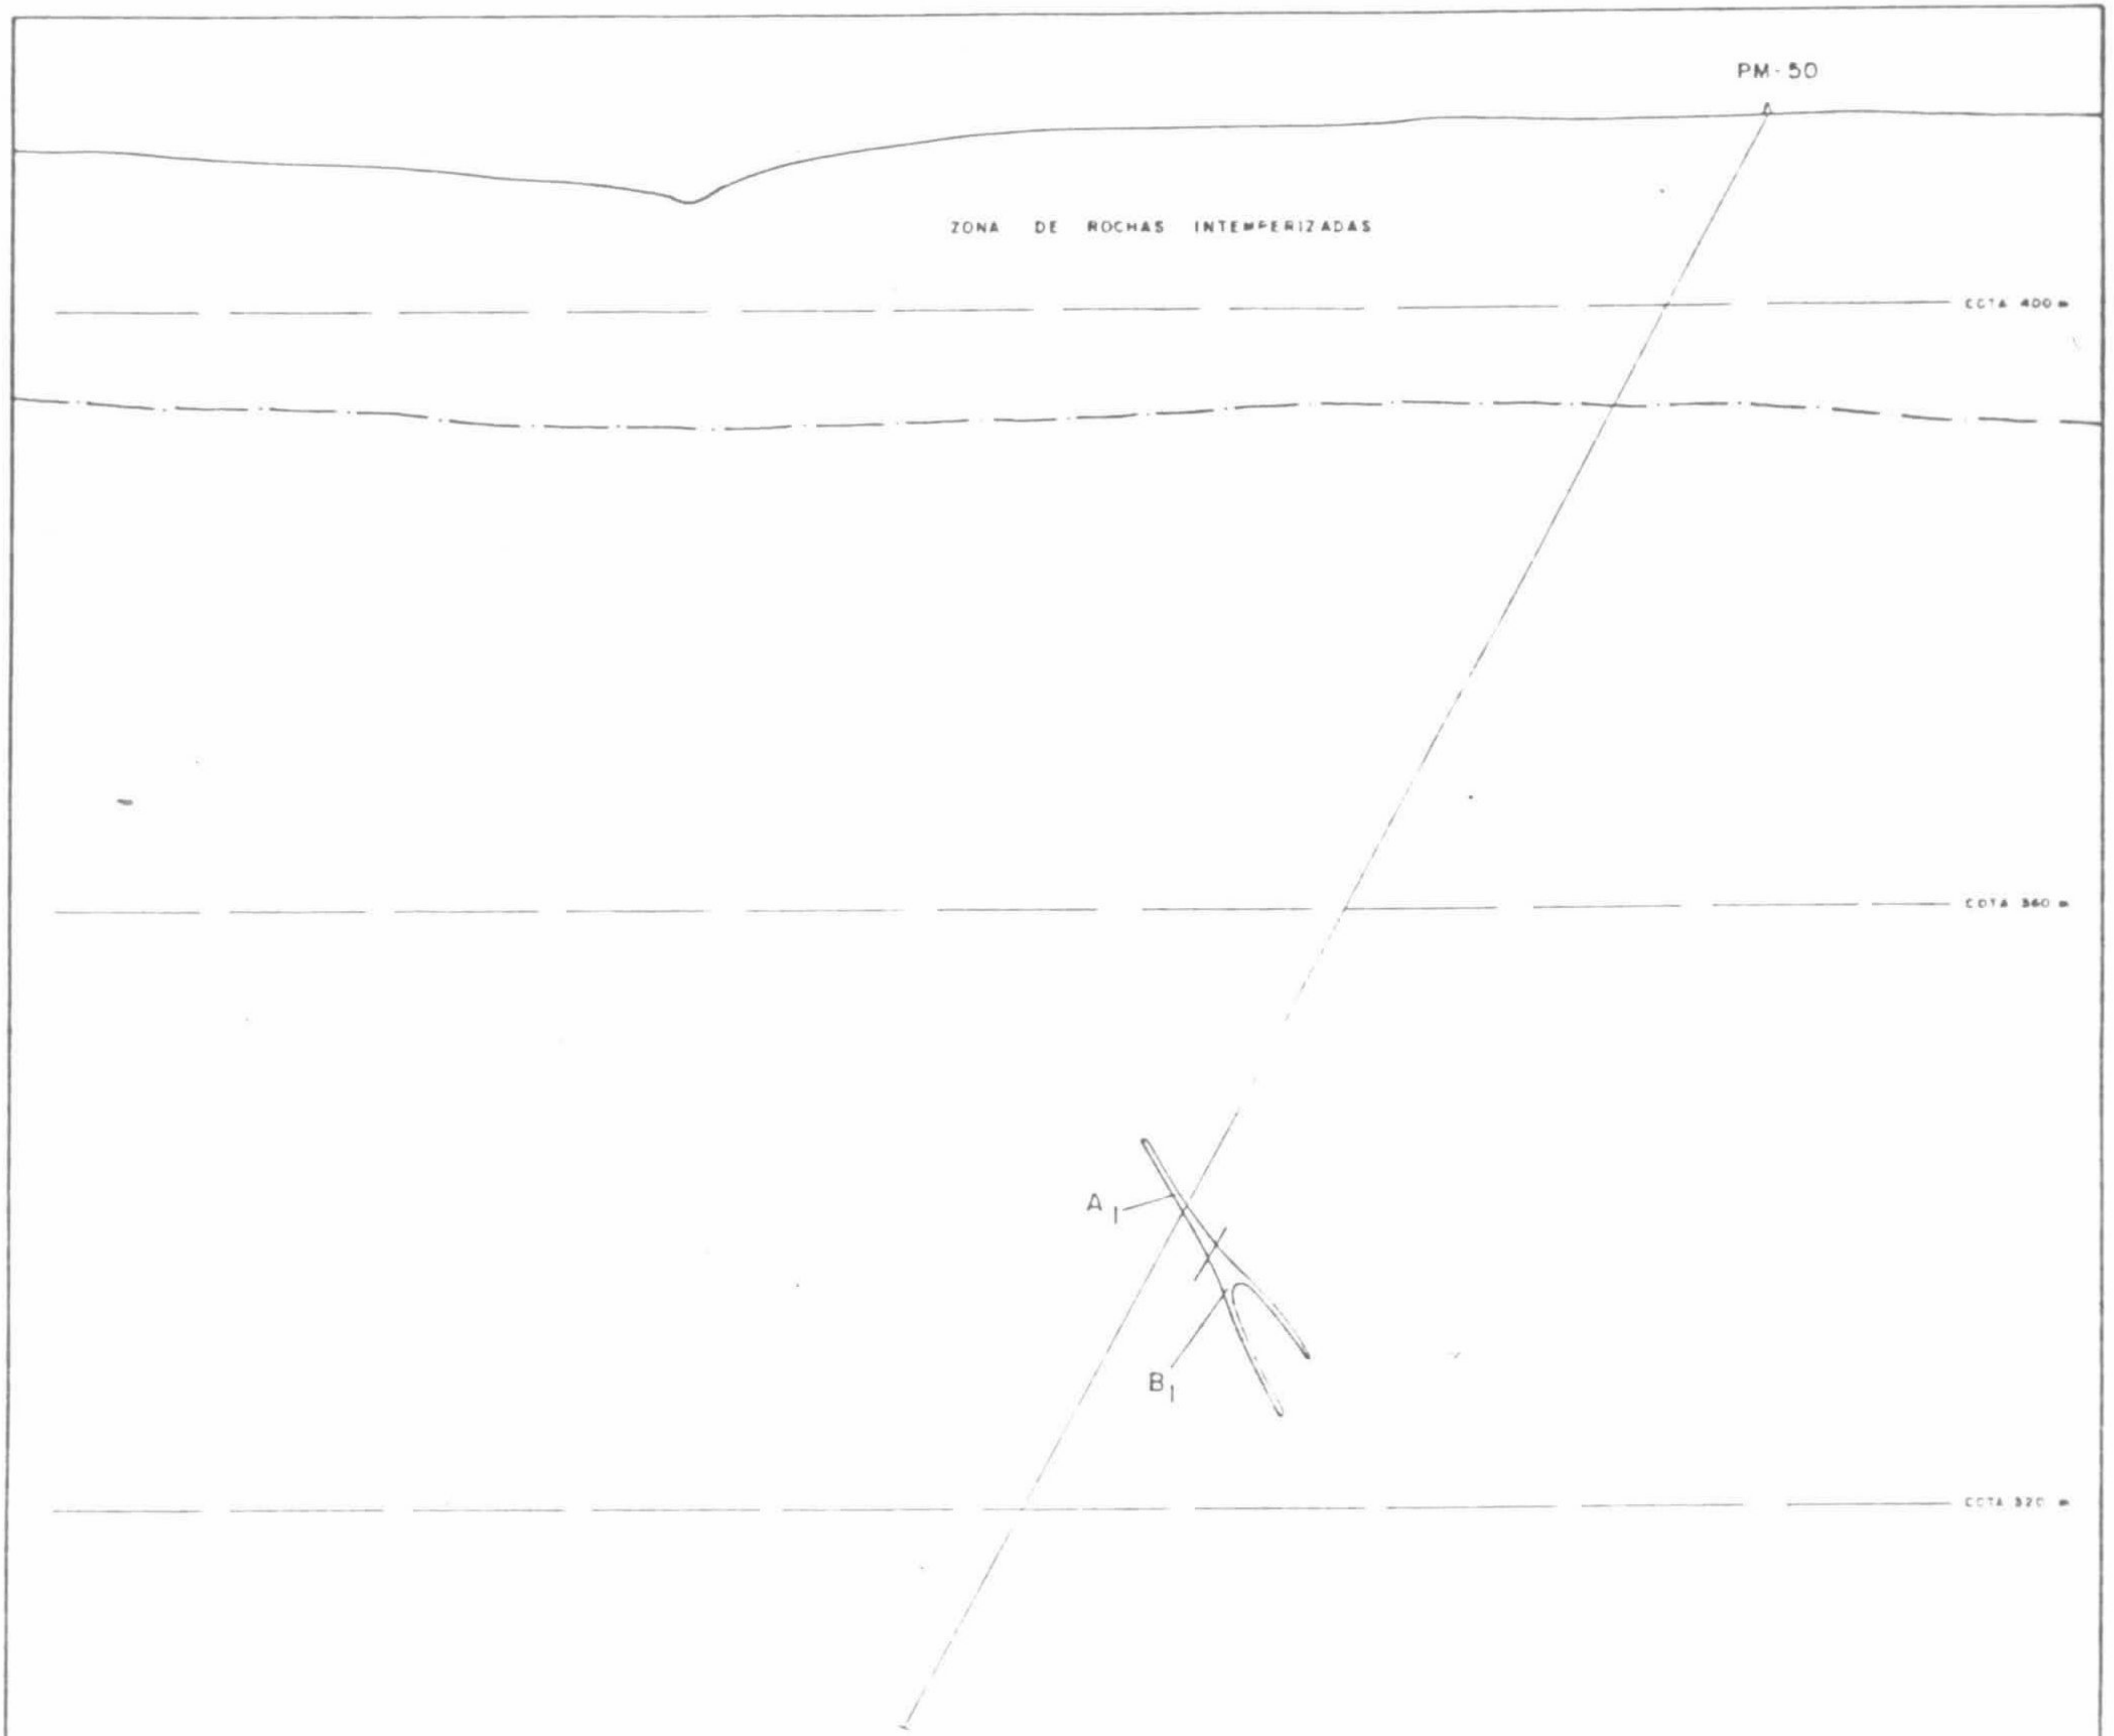 PM-50
ZONA DE ROCHAS INTEMPERIZADAS
COTA 400 m
COTA 360 m
A1
B1
COTA 320 m